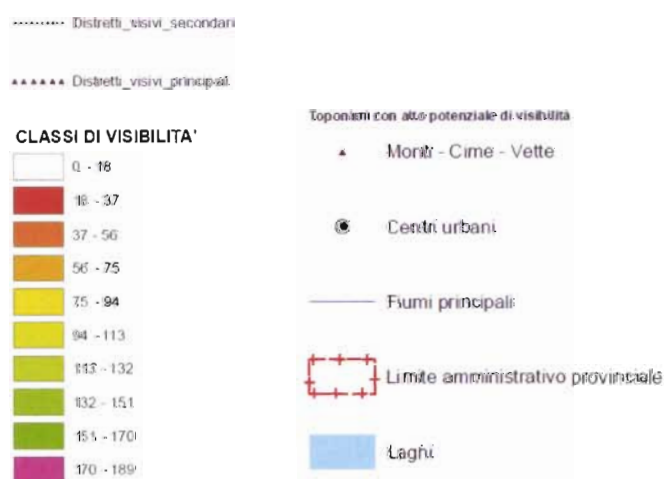 Distretti_visivi_secondari
Distretti_visivi_principali
CLASSI DI VISIBILITA'
0 - 18
18 - 37
37 - 56
56 - 75
75 - 94
94 - 113
113 - 132
132 - 151
151 - 170
170 - 189
Toponimi con alto potenziale di visibilità
Monti - Cime - Vette
Centri urbani
Fiumi principali
Limite amministrativo provinciale
Laghi